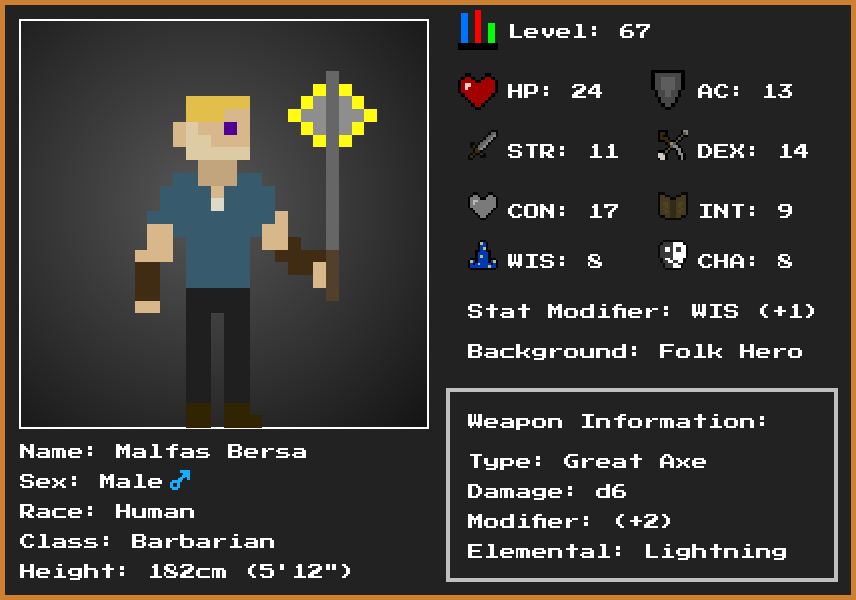 Level: 67
HP: 24 AC: 13
STR: 11 DEX: 14
CON: 17 INT: 9
WIS: 8 CHA: 8
Stat Modifier: WIS (+1)
Background: Folk Hero
Weapon Information:
Type: Great Axe
Damage: d6
Modifier: (+2)
Elemental: Lightning
Name: Malfas Bersa
Sex: Male ♂
Race: Human
Class: Barbarian
Height: 182cm (5'12")